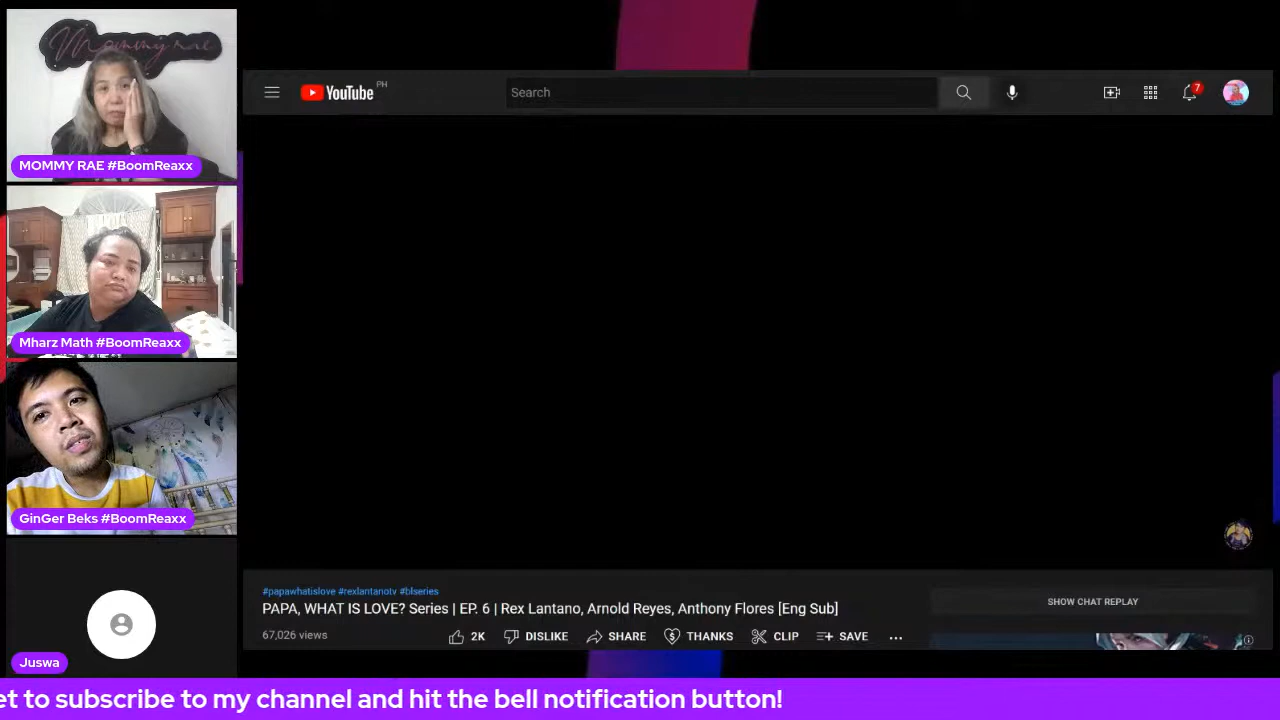 Mommy rae
MOMMY RAE #BoomReaxx
Mharz Math #BoomReaxx
GinGer Beks #BoomReaxx
Juswa
YouTube PH
Search
7
#papawhatislove #rexlantanotv #blseries
PAPA, WHAT IS LOVE? Series | EP. 6 | Rex Lantano, Arnold Reyes, Anthony Flores [Eng Sub]
67,026 views
2K
DISLIKE
SHARE
THANKS
CLIP
SAVE
SHOW CHAT REPLAY
et to subscribe to my channel and hit the bell notification button!